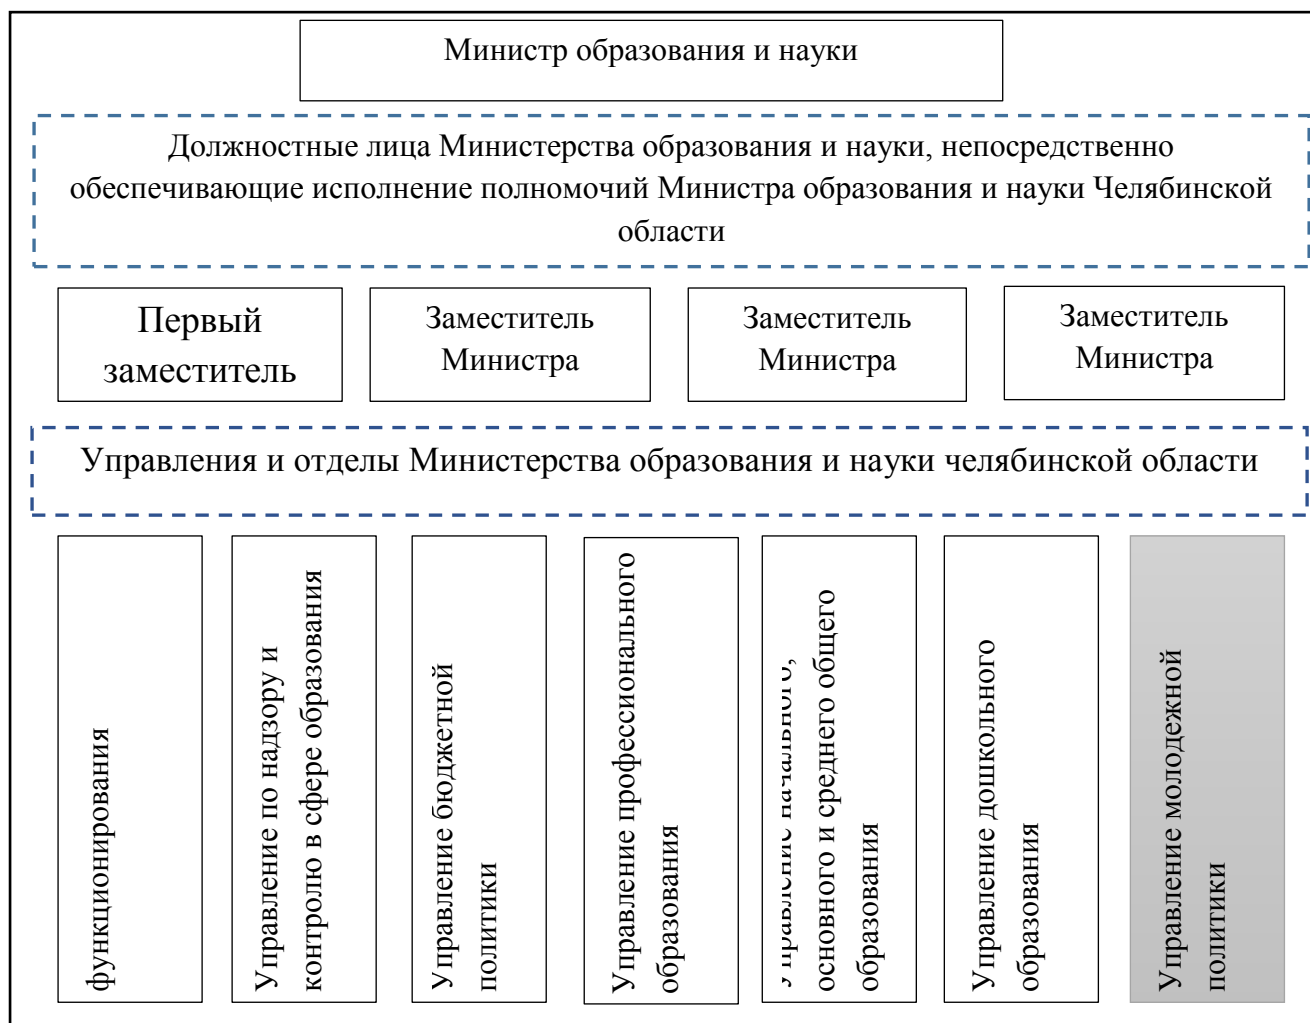 Министр образования и науки
Должностные лица Министерства образования и науки, непосредственно
обеспечивающие исполнение полномочий Министра образования и науки Челябинской
области
Первый
заместитель
Заместитель
Министра
Заместитель
Министра
Заместитель
Министра
Управления и отделы Министерства образования и науки челябинской области
функционирования
Управление по надзору и
контролю в сфере образования
Управление бюджетной
политики
Управление профессионального
образования
Управление начального,
основного и среднего общего
образования
Управление дошкольного
образования
Управление молодежной
политики